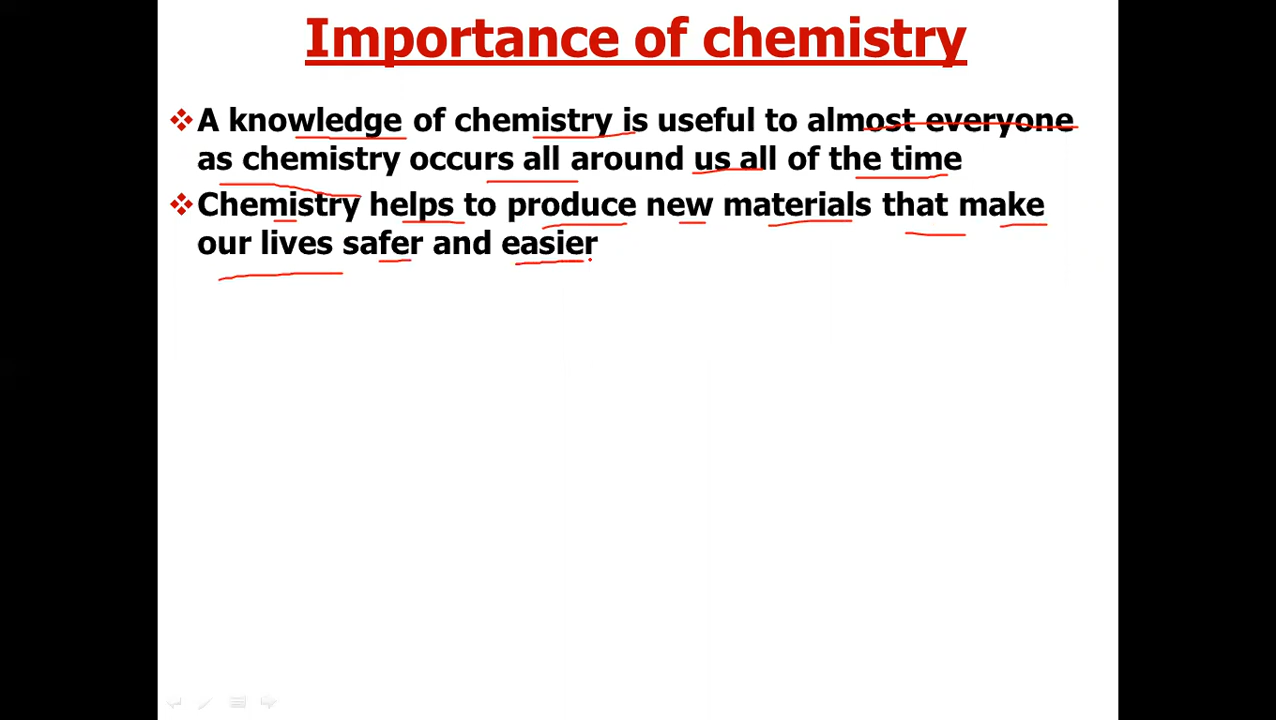 Importance of chemistry
❖ A knowledge of chemistry is useful to almost everyone
as chemistry occurs all around us all of the time
❖ Chemistry helps to produce new materials that make
our lives safer and easier